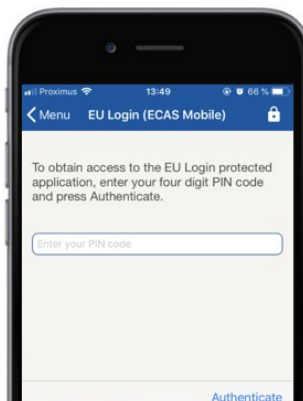 Proximus 13:49 66 %
Menu EU Login (ECAS Mobile)
To obtain access to the EU Login protected
application, enter your four digit PIN code
and press Authenticate.
Enter your PIN code
Authenticate